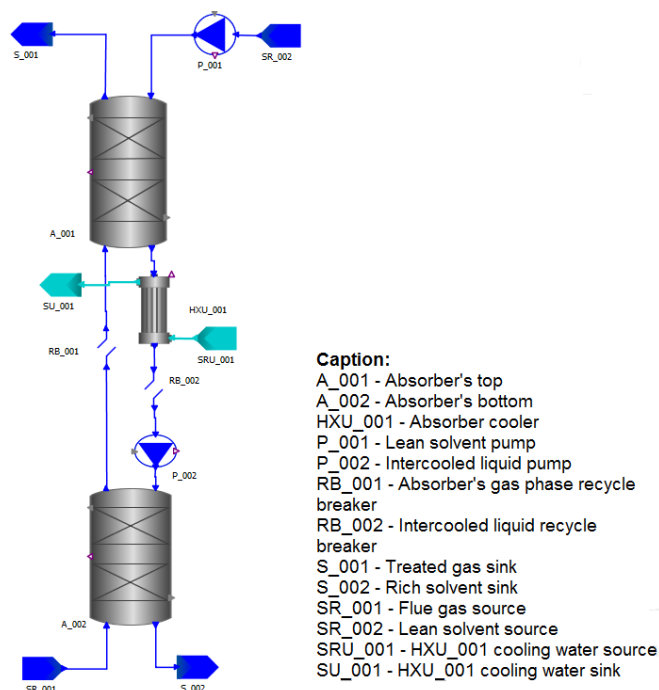 S_001
P_001
SR_002
A_001
SU_001
HXU_001
RB_001
SRU_001
RB_002
P_002
A_002
SR_001
S_002
Caption:
A_001 - Absorber's top
A_002 - Absorber's bottom
HXU_001 - Absorber cooler
P_001 - Lean solvent pump
P_002 - Intercooled liquid pump
RB_001 - Absorber's gas phase recycle
breaker
RB_002 - Intercooled liquid recycle
breaker
S_001 - Treated gas sink
S_002 - Rich solvent sink
SR_001 - Flue gas source
SR_002 - Lean solvent source
SRU_001 - HXU_001 cooling water source
SU_001 - HXU_001 cooling water sink